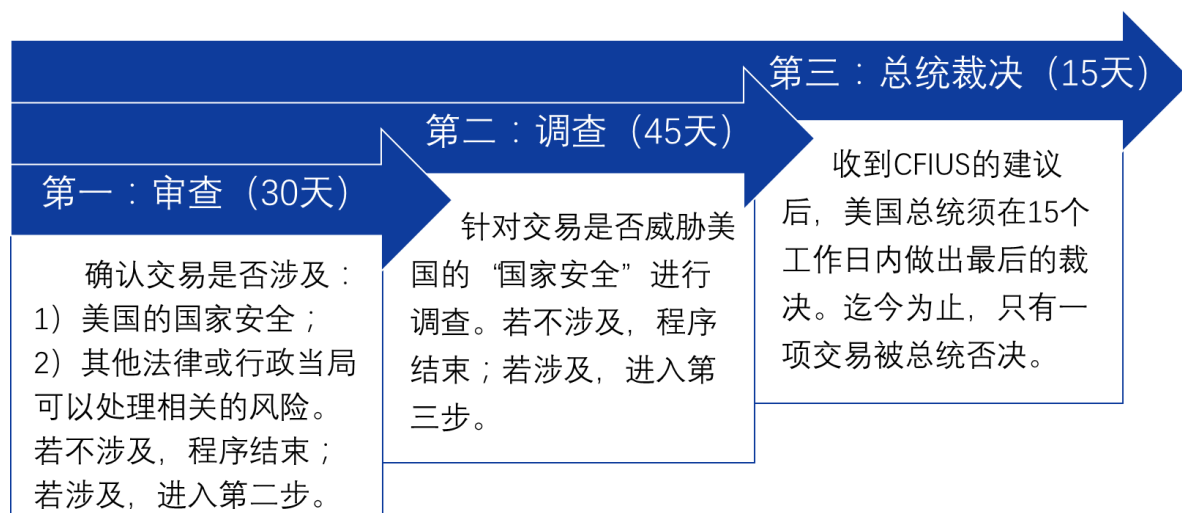 第一：审查（30天）
确认交易是否涉及：
1）美国的国家安全；
2）其他法律或行政当局
可以处理相关的风险。
若不涉及，程序结束；
若涉及，进入第二步。
第二：调查（45天）
针对交易是否威胁美
国的“国家安全”进行
调查。若不涉及，程序
结束；若涉及，进入第
三步。
第三：总统裁决（15天）
收到CFIUS的建议
后，美国总统须在15个
工作日内做出最后的裁
决。迄今为止，只有一
项交易被总统否决。